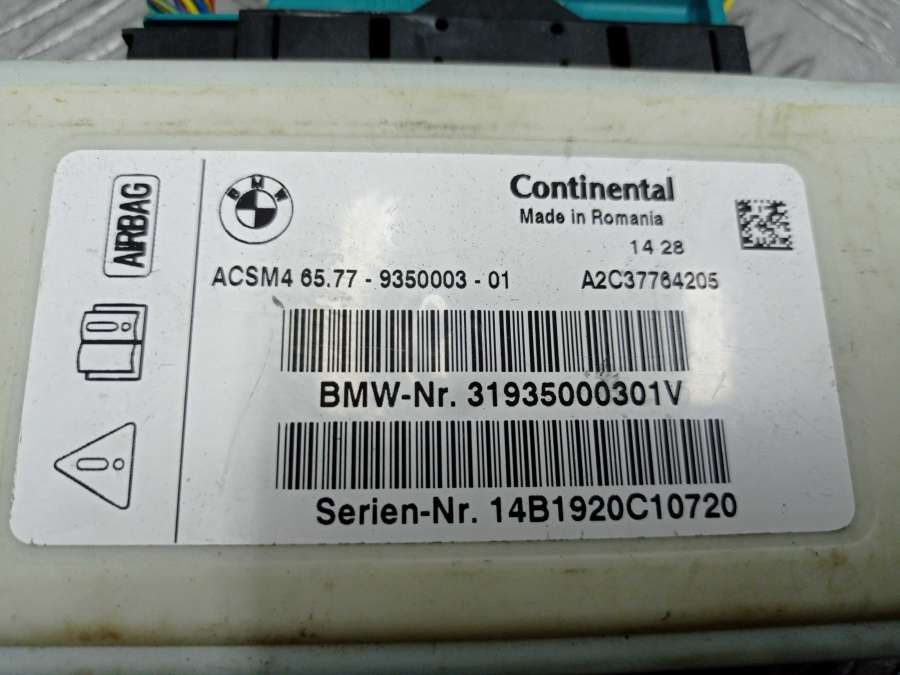 AIRBAG
BMW
Continental
Made in Romania
14 28
ACSM4 65.77 - 9350003 - 01 A2C37764205
BMW-Nr. 31935000301V
Serien-Nr. 14B1920C10720